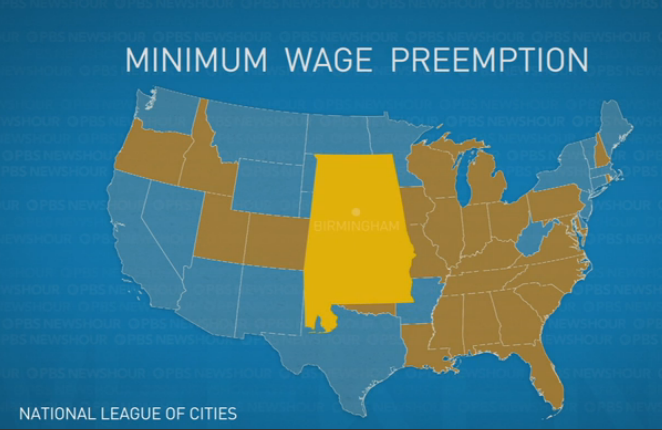 MINIMUM WAGE PREEMPTION
BIRMINGHAM
NATIONAL LEAGUE OF CITIES